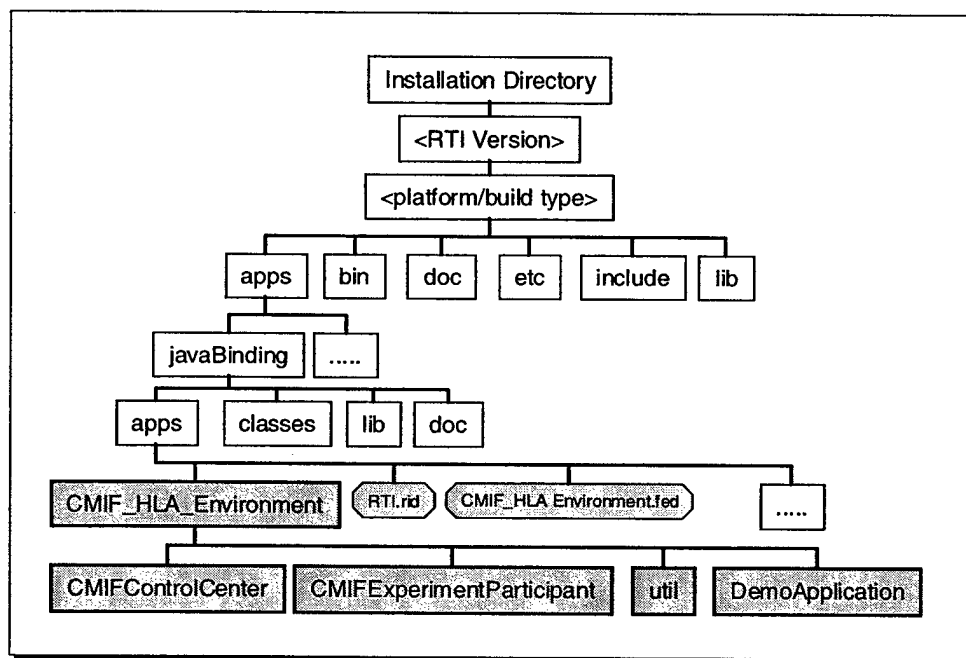 Installation Directory
<RTI Version>
<platform/build type>
apps bin doc etc include lib
javaBinding .....
apps classes lib doc
CMIF_HLA_Environment RTI.rid CMIF_HLA Environment.fed .....
CMIFControlCenter CMIFExperimentParticipant util DemoApplication